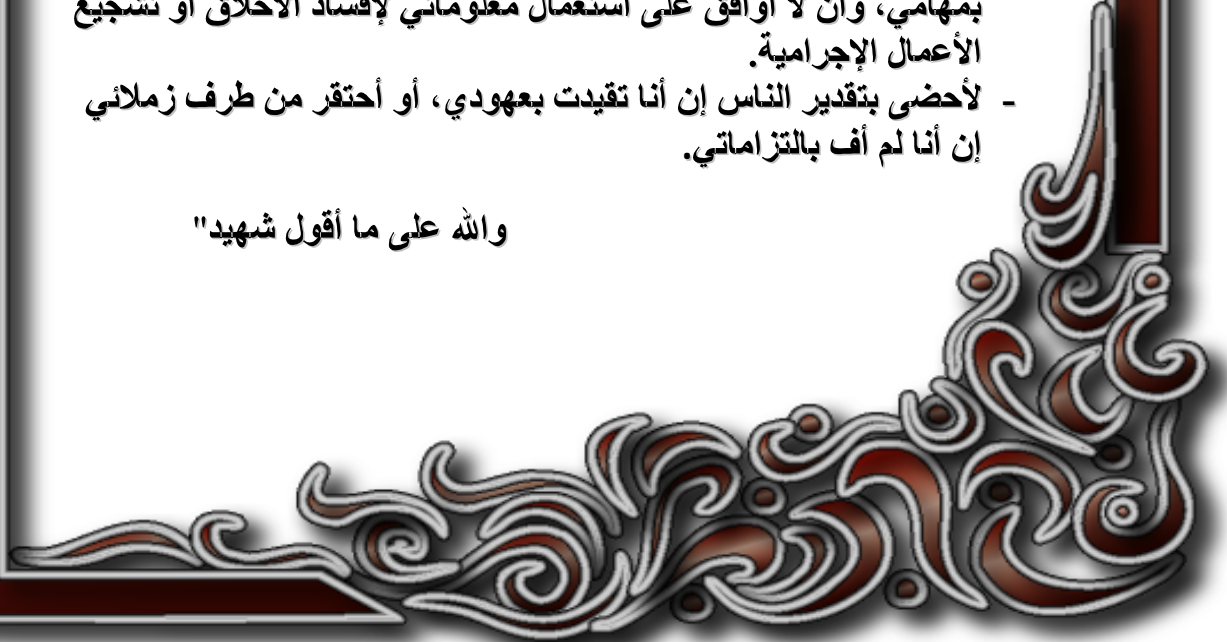 بمهامي، وأن لا أوافق على استعمال معلوماتي لإفساد الأخلاق أو تشجيع
الأعمال الإجرامية.
- لأحضى بتقدير الناس إن أنا تقيدت بعهودي، أو أحتقر من طرف زملائي
إن أنا لم أف بالتزاماتي.
والله على ما أقول شهيد"